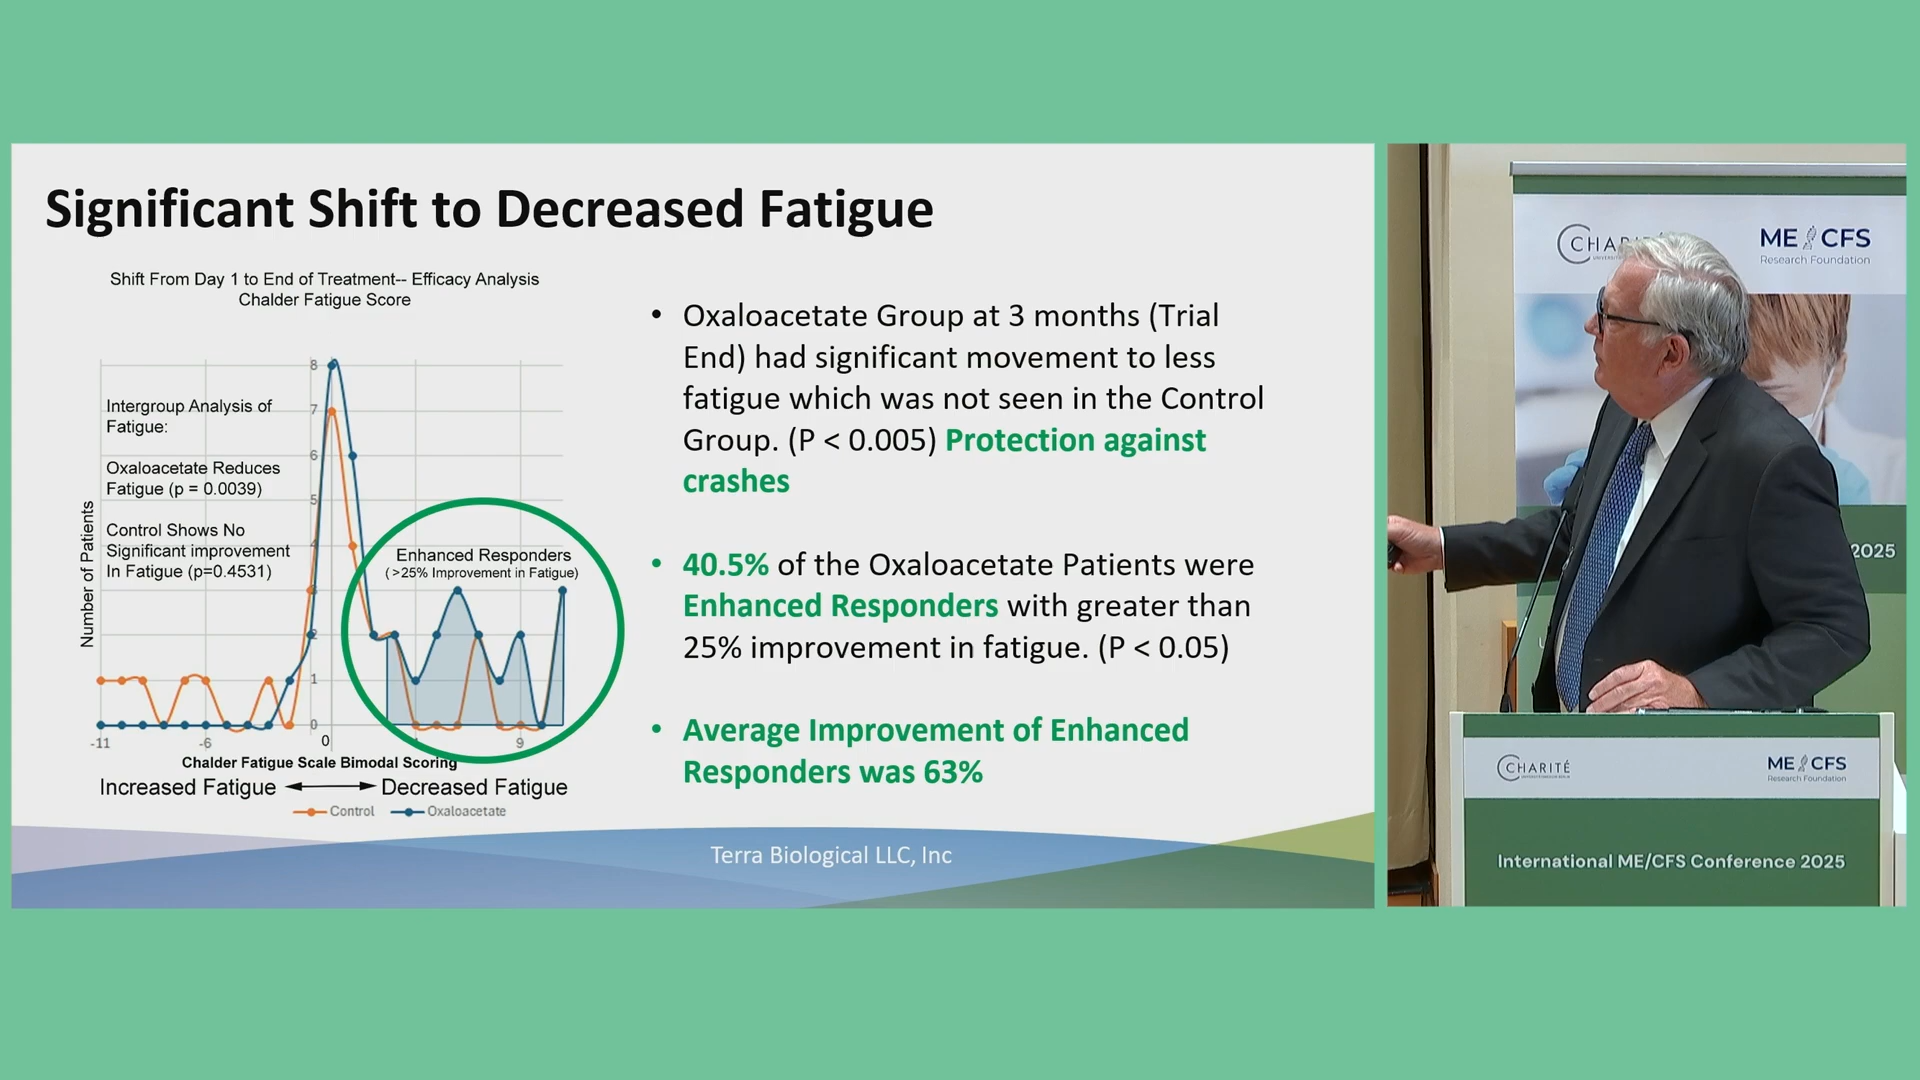 Significant Shift to Decreased Fatigue
Shift From Day 1 to End of Treatment-- Efficacy Analysis
Chalder Fatigue Score
Number of Patients
8
7
6
5
4
3
2
1
0
-11
-6
0
4
9
Intergroup Analysis of
Fatigue:
Oxaloacetate Reduces
Fatigue (p = 0.0039)
Control Shows No
Significant improvement
In Fatigue (p=0.4531)
Enhanced Responders
(>25% Improvement in Fatigue)
Chalder Fatigue Scale Bimodal Scoring
Increased Fatigue
Decreased Fatigue
Control
Oxaloacetate
• Oxaloacetate Group at 3 months (Trial
End) had significant movement to less
fatigue which was not seen in the Control
Group. (P < 0.005) Protection against
crashes
• 40.5% of the Oxaloacetate Patients were
Enhanced Responders with greater than
25% improvement in fatigue. (P < 0.05)
• Average Improvement of Enhanced
Responders was 63%
Terra Biological LLC, Inc
ME CFS
Research Foundation
2025
CHARITÉ
ME CFS
Research Foundation
International ME/CFS Conference 2025